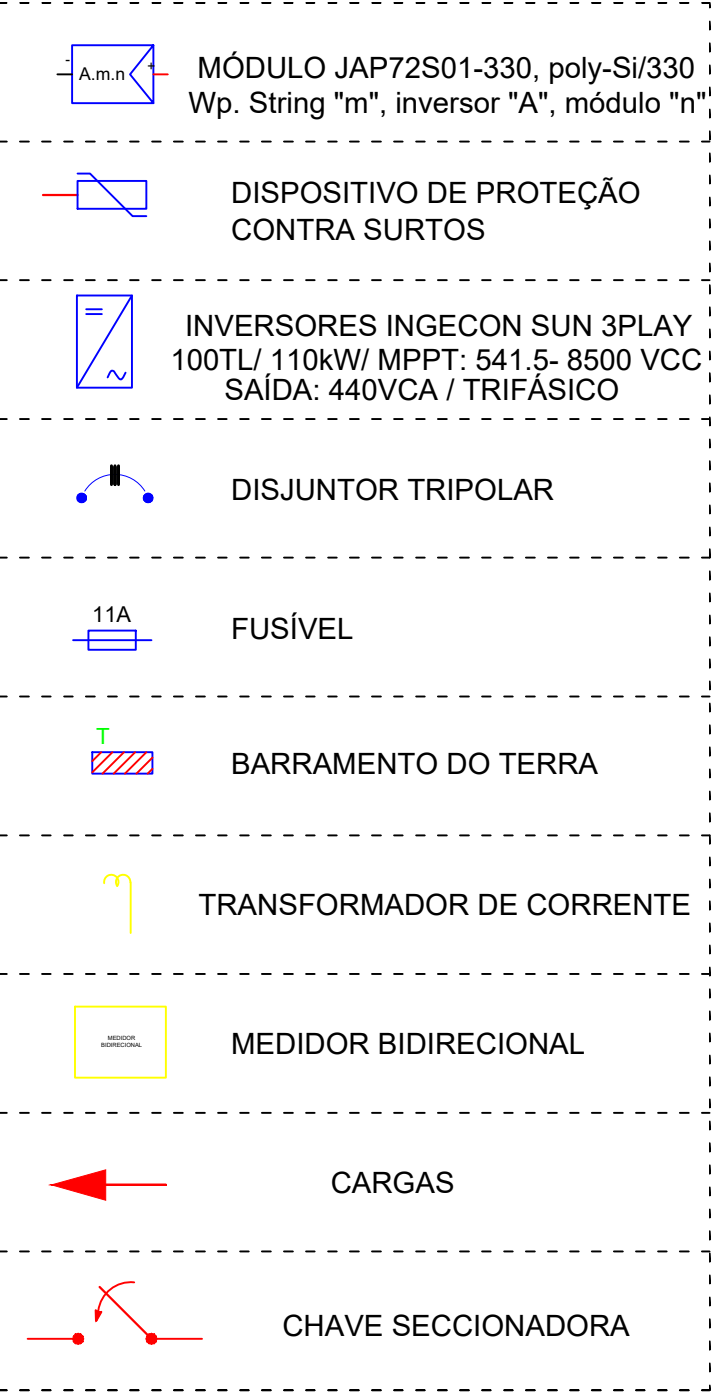 - A.m.n +
MÓDULO JAP72S01-330, poly-Si/330
Wp. String "m", inversor "A", módulo "n"
DISPOSITIVO DE PROTEÇÃO
CONTRA SURTOS
INVERSORES INGECON SUN 3PLAY
100TL/ 110kW/ MPPT: 541.5- 8500 VCC
SAÍDA: 440VCA / TRIFÁSICO
DISJUNTOR TRIPOLAR
11A
FUSÍVEL
T
BARRAMENTO DO TERRA
TRANSFORMADOR DE CORRENTE
MEDIDOR
BIDIRECIONAL
MEDIDOR BIDIRECIONAL
CARGAS
CHAVE SECCIONADORA